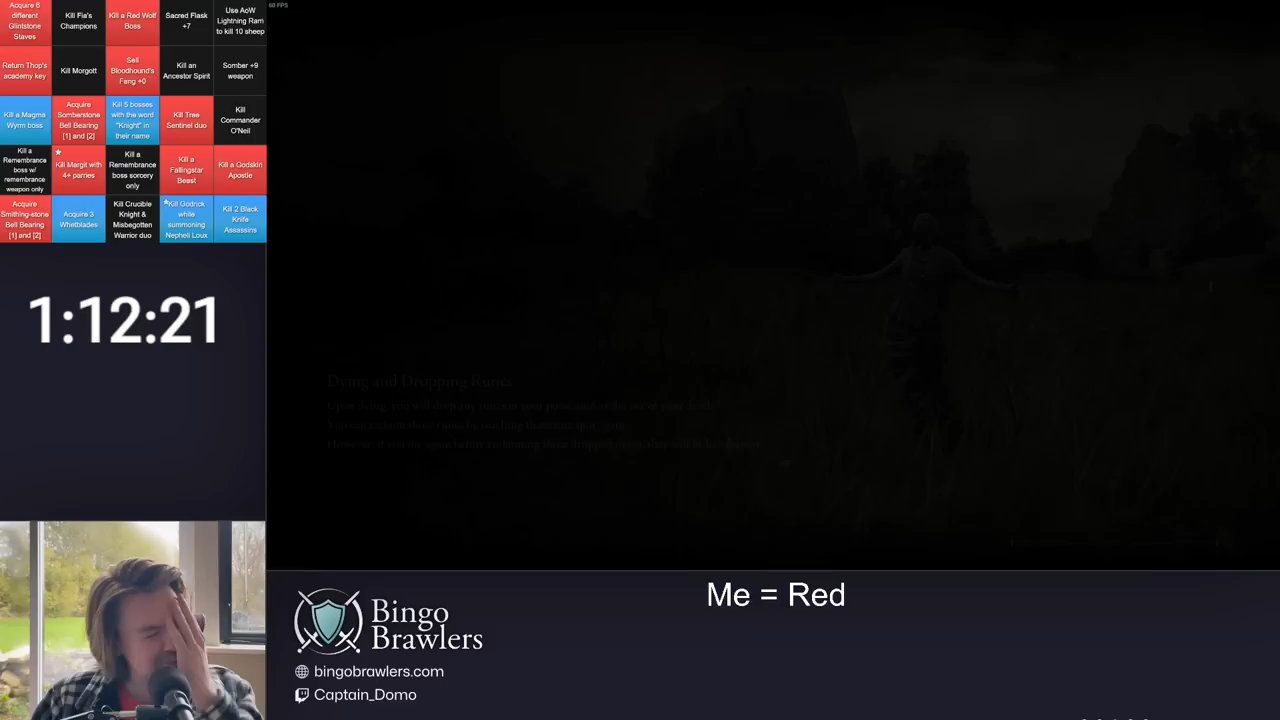 60 FPS
Acquire 6
different
Glintstone
Staves
Kill Fia's
Champions
Kill a Red Wolf
Boss
Sacred Flask
+7
Use AoW
Lightning Ram
to kill 10 sheep
Return Thop's
academy key
Kill Morgott
Sell
Bloodhound's
Fang +0
Kill an
Ancestor Spirit
Somber +9
weapon
Kill a Magma
Wyrm boss
Acquire
Somberstone
Bell Bearing
[1] and [2]
Kill 5 bosses
with the word
"Knight" in
their name
Kill Tree
Sentinel duo
Kill
Commander
O'Neil
Kill a
Remembrance
boss w/
remembrance
weapon only
Kill Margit with
4+ parries
Kill a
Remembrance
boss sorcery
only
Kill a
Fallingstar
Beast
Kill a Godskin
Apostle
Acquire
Smithing-stone
Bell Bearing
[1] and [2]
Acquire 3
Whetblades
Kill Crucible
Knight &
Misbegotten
Warrior duo
Kill Godrick
while
summoning
Nepheli Loux
Kill 2 Black
Knife
Assassins
1:12:21
Dying and Dropping Runes
Me = Red
Bingo
Brawlers
bingobrawlers.com
Captain_Domo